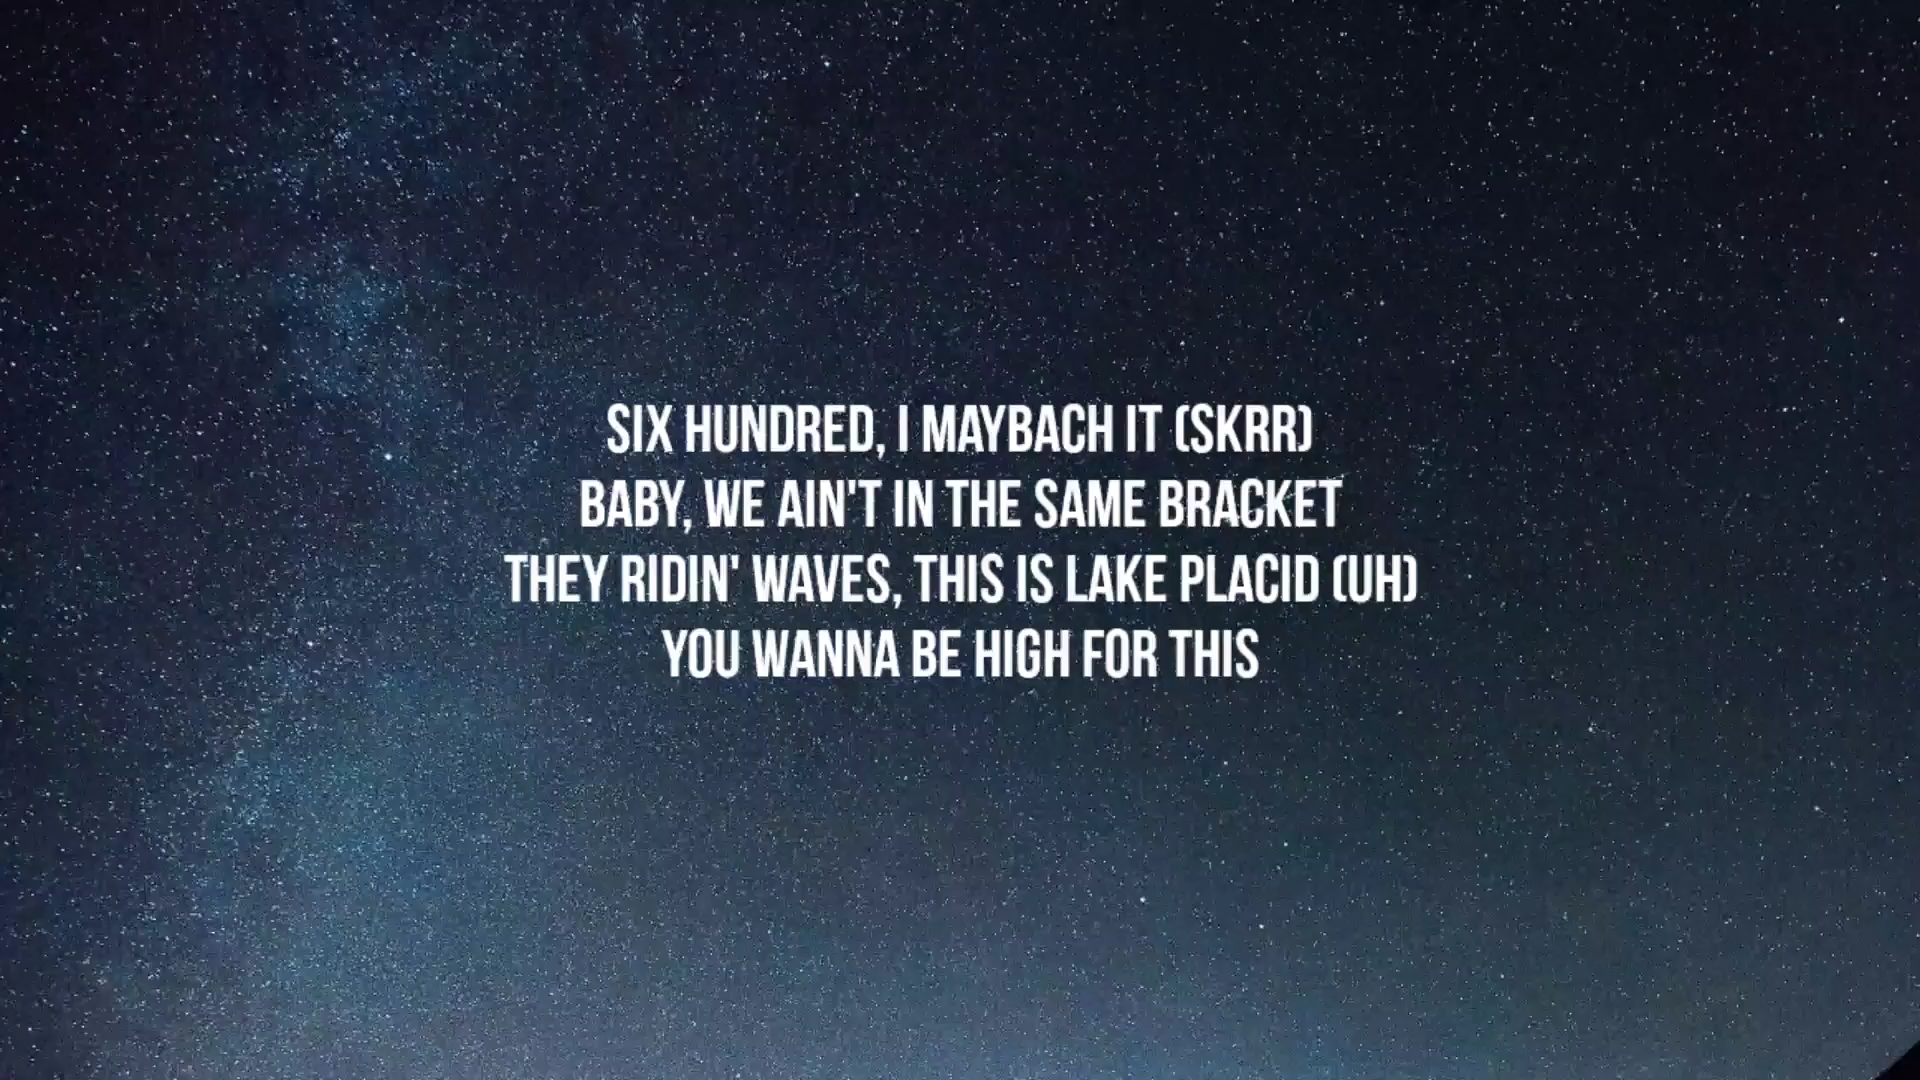 SIX HUNDRED, I MAYBACH IT (SKRR)
BABY, WE AIN'T IN THE SAME BRACKET
THEY RIDIN' WAVES, THIS IS LAKE PLACID (UH)
YOU WANNA BE HIGH FOR THIS